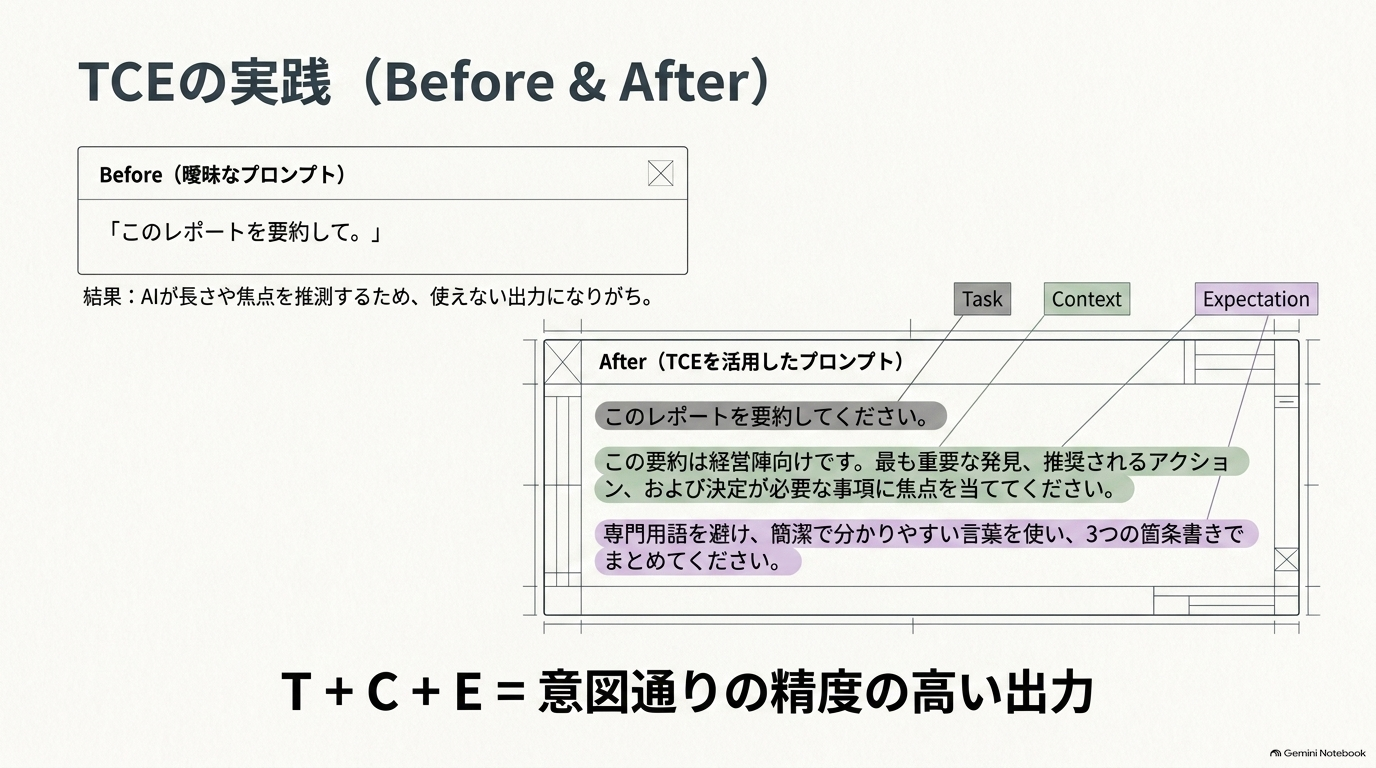 TCEの実践（Before & After）
Before（曖昧なプロンプト）
「このレポートを要約して。」
結果：AIが長さや焦点を推測するため、使えない出力になりがち。
Task
Context
Expectation
After（TCEを活用したプロンプト）
このレポートを要約してください。
この要約は経営陣向けです。最も重要な発見、推奨されるアクショ
ン、および決定が必要な事項に焦点を当ててください。
専門用語を避け、簡潔で分かりやすい言葉を使い、3つの箇条書きで
まとめてください。
T + C + E = 意図通りの精度の高い出力
Gemini Notebook